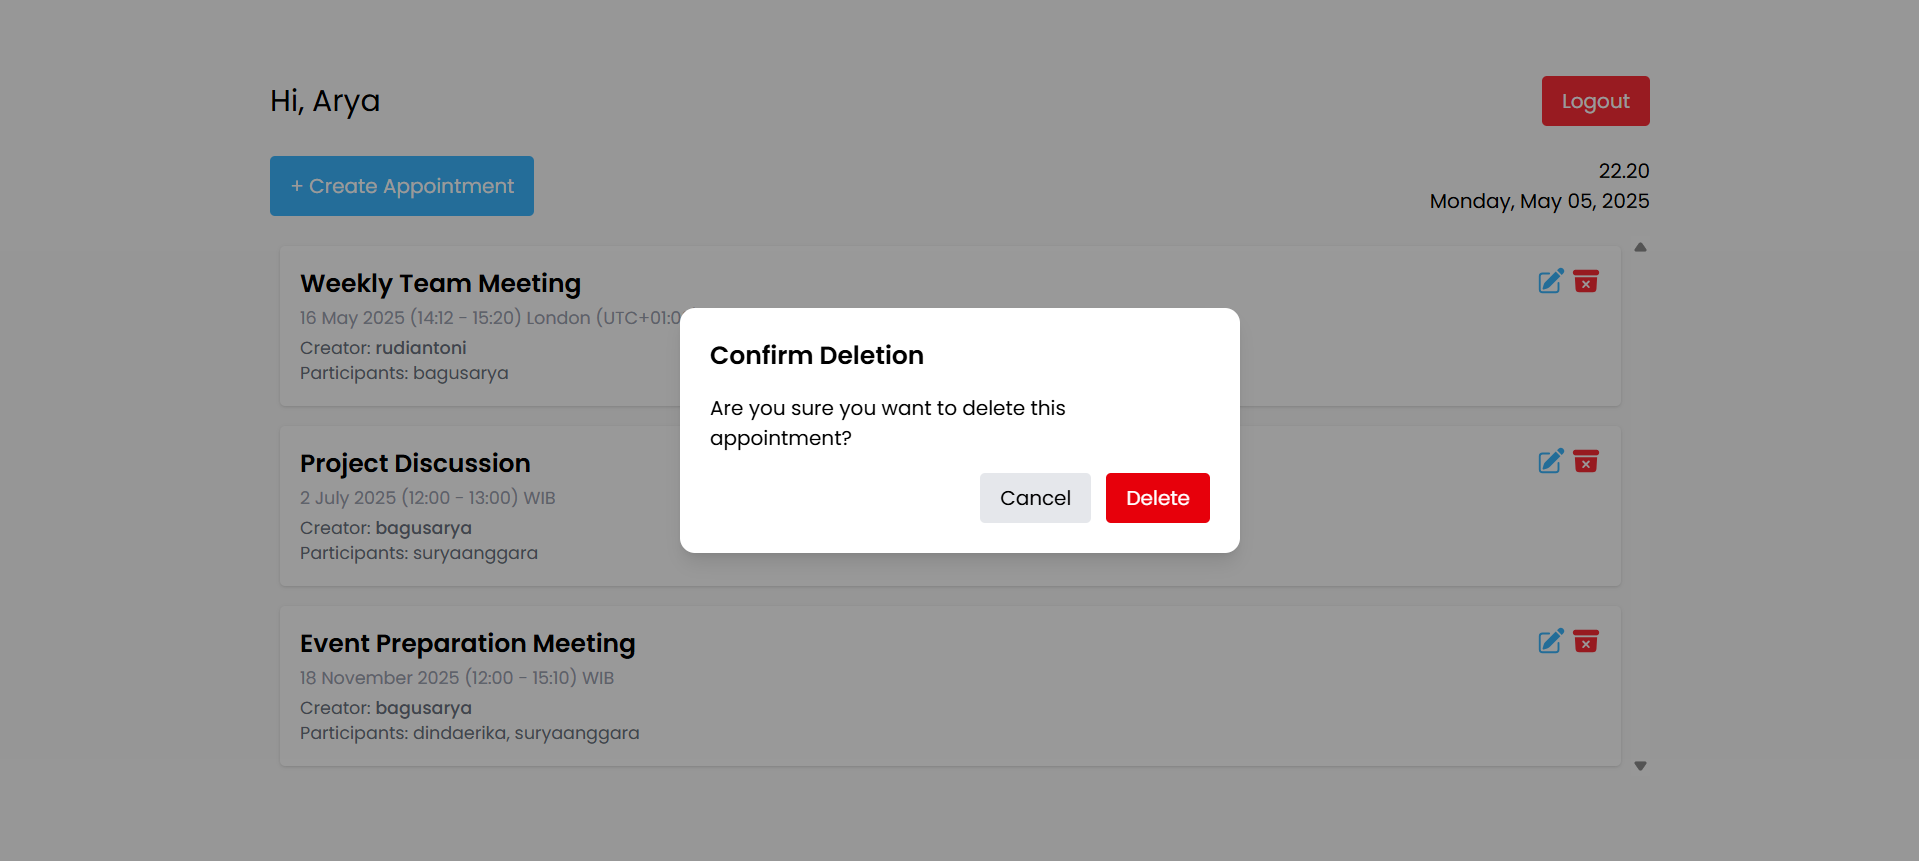 Hi, Arya
Logout
+ Create Appointment
22.20
Monday, May 05, 2025
Weekly Team Meeting
16 May 2025 (14:12 - 15:20) London (UTC+01:0
Creator: rudiantoni
Participants: bagusarya
Confirm Deletion
Are you sure you want to delete this
appointment?
Cancel
Delete
Project Discussion
2 July 2025 (12:00 - 13:00) WIB
Creator: bagusarya
Participants: suryaanggara
Event Preparation Meeting
18 November 2025 (12:00 - 15:10) WIB
Creator: bagusarya
Participants: dindaerika, suryaanggara